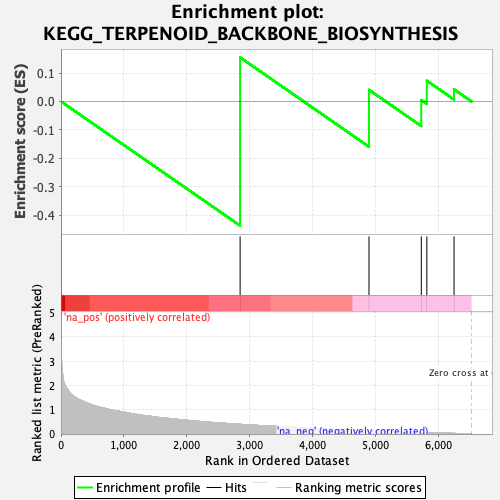 Enrichment plot:
KEGG_TERPENOID_BACKBONE_BIOSYNTHESIS
Enrichment score (ES)
0.1
0.0
-0.1
-0.2
-0.3
-0.4
Ranked list metric (PreRanked)
5
4
3
2
1
0
'na_pos' (positively correlated)
Zero cross at
'na_neg' (negatively correlated)
0
1,000
2,000
3,000
4,000
5,000
6,000
Rank in Ordered Dataset
Enrichment profile
Hits
Ranking metric scores